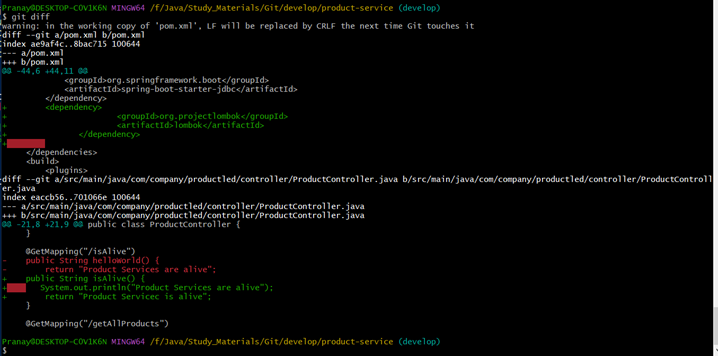 Pranay@DESKTOP-C0V1K6N MINGW64 /f/Java/Study_Materials/Git/develop/product-service (develop)
$ git diff
warning: in the working copy of 'pom.xml', LF will be replaced by CRLF the next time Git touches it
diff --git a/pom.xml b/pom.xml
index ae9af4c..8bac715 100644
--- a/pom.xml
+++ b/pom.xml
@@ -44,6 +44,11 @@
<groupId>org.springframework.boot</groupId>
<artifactId>spring-boot-starter-jdbc</artifactId>
</dependency>
+ <dependency>
+ <groupId>org.projectlombok</groupId>
+ <artifactId>lombok</artifactId>
+ </dependency>
+
</dependencies>
<build>
<plugins>
diff --git a/src/main/java/com/company/productled/controller/ProductController.java b/src/main/java/com/company/productled/controller/ProductControll
er.java
index eaccb56..701066e 100644
--- a/src/main/java/com/company/productled/controller/ProductController.java
+++ b/src/main/java/com/company/productled/controller/ProductController.java
@@ -21,8 +21,9 @@ public class ProductController {
}
@GetMapping("/isAlive")
- public String helloWorld() {
- return "Product Services are alive";
+ public String isAlive() {
+ System.out.println("Product Services are alive");
+ return "Product Servicec is alive";
}
@GetMapping("/getAllProducts")
Pranay@DESKTOP-C0V1K6N MINGW64 /f/Java/Study_Materials/Git/develop/product-service (develop)
$